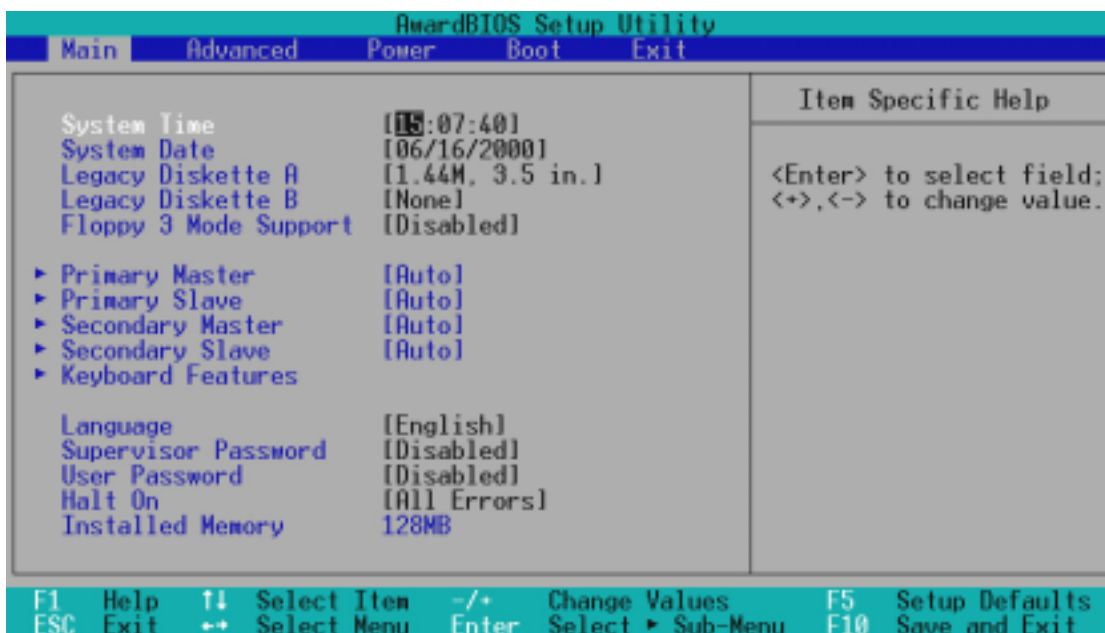 AwardBIOS Setup Utility
Main Advanced Power Boot Exit
Item Specific Help
System Time [15:07:40]
System Date [06/16/2000]
Legacy Diskette A [1.44M, 3.5 in.]
Legacy Diskette B [None]
Floppy 3 Mode Support [Disabled]
<Enter> to select field;
<+>,<-> to change value.
▶ Primary Master [Auto]
▶ Primary Slave [Auto]
▶ Secondary Master [Auto]
▶ Secondary Slave [Auto]
▶ Keyboard Features
Language [English]
Supervisor Password [Disabled]
User Password [Disabled]
Halt On [All Errors]
Installed Memory 128MB
F1 Help ↑↓ Select Item -/+ Change Values F5 Setup Defaults
ESC Exit ←→ Select Menu Enter Select ▶ Sub-Menu F10 Save and Exit